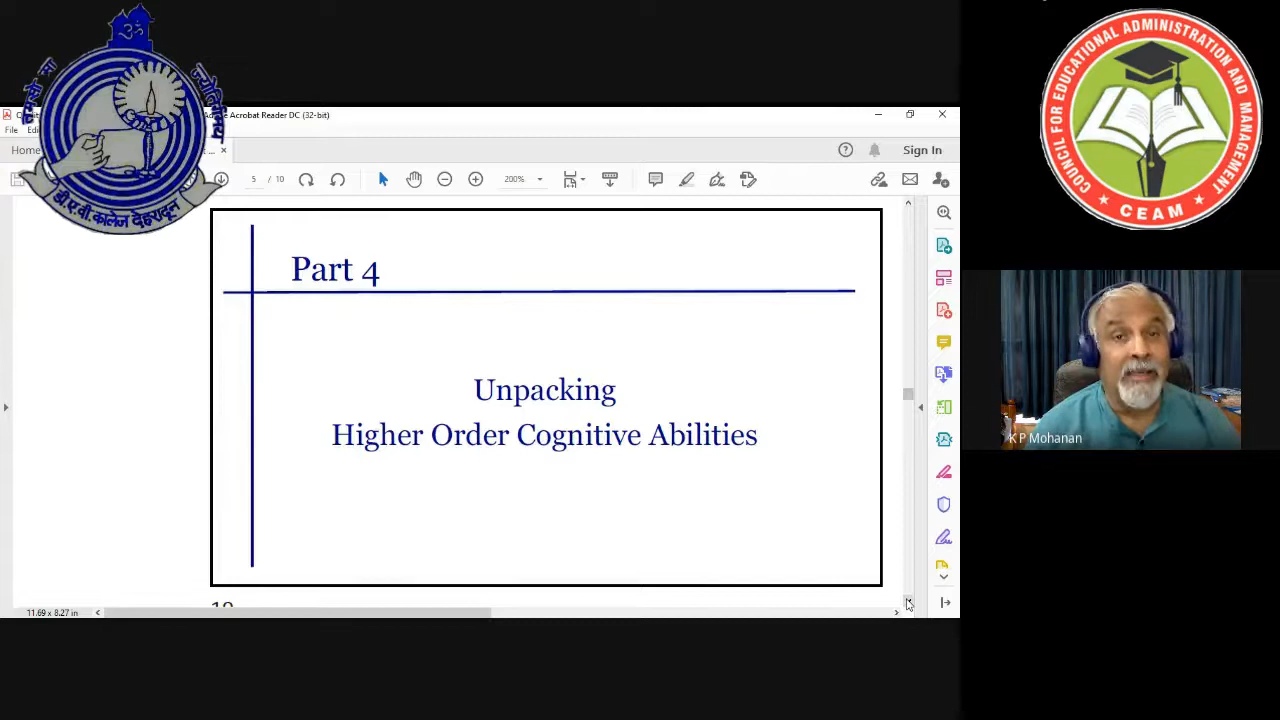 डी.ए.वी. कालेज देहरादून
COUNCIL FOR EDUCATIONAL ADMINISTRATION AND MANAGEMENT
CEAM
Acrobat Reader DC (32-bit)
File
Home
Sign In
5 / 10
200%
Part 4
Unpacking
Higher Order Cognitive Abilities
11.69 x 8.27 in
K P Mohanan